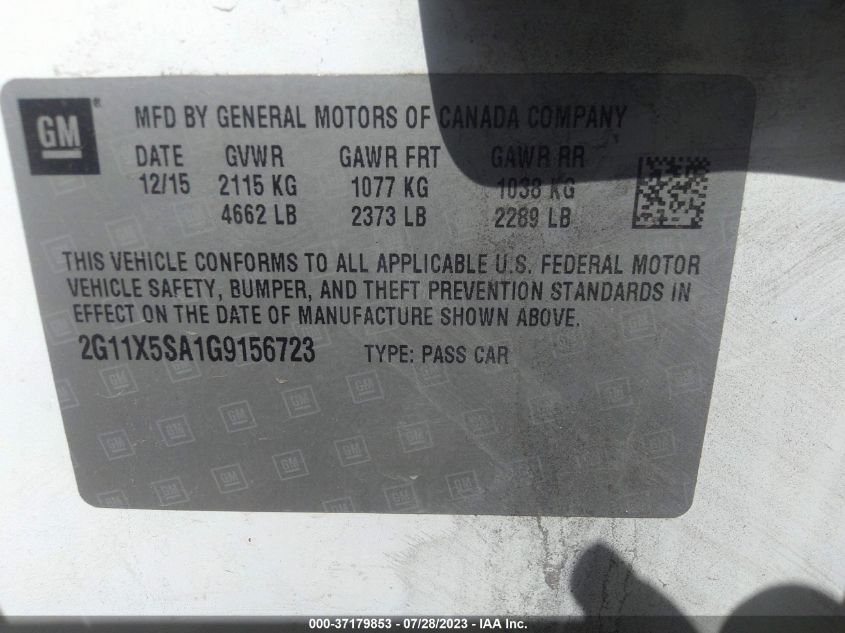 GM ® MFD BY GENERAL MOTORS OF CANADA COMPANY
DATE GVWR GAWR FRT GAWR RR
12/15 2115 KG 1077 KG 1038 KG
4662 LB 2373 LB 2289 LB
THIS VEHICLE CONFORMS TO ALL APPLICABLE U.S. FEDERAL MOTOR
VEHICLE SAFETY, BUMPER, AND THEFT PREVENTION STANDARDS IN
EFFECT ON THE DATE OF MANUFACTURE SHOWN ABOVE.
2G11X5SA1G9156723 TYPE: PASS CAR
000-37179853 - 07/28/2023 - IAA Inc.